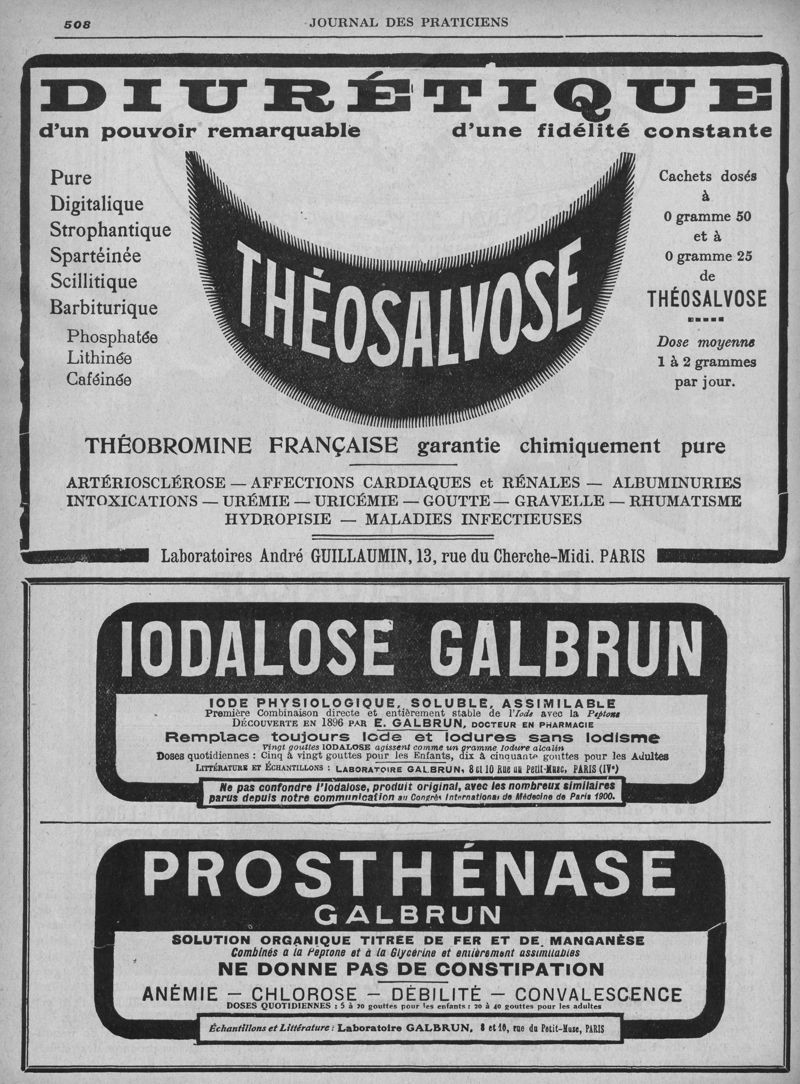 508
JOURNAL DES PRATICIENS
DIURÉTIQUE
d'un pouvoir remarquable d'une fidélité constante
Pure
Digitalique
Strophantique
Spartéinée
Scillitique
Barbiturique
Phosphatée
Lithinée
Caféinée
THÉOSALVOSE
Cachets dosés
à
0 gramme 50
et à
0 gramme 25
de
THÉOSALVOSE
Dose moyenne
1 à 2 grammes
par jour.
THÉOBROMINE FRANÇAISE garantie chimiquement pure
ARTÉRIOSCLÉROSE — AFFECTIONS CARDIAQUES et RÉNALES — ALBUMINURIES
INTOXICATIONS — URÉMIE — URICÉMIE — GOUTTE — GRAVELLE — RHUMATISME
HYDROPISIE — MALADIES INFECTIEUSES
Laboratoires André GUILLAUMIN, 13, rue du Cherche-Midi. PARIS
IODALOSE GALBRUN
IODE PHYSIOLOGIQUE, SOLUBLE, ASSIMILABLE
Première Combinaison directe et entièrement stable de l'Iode avec la Peptone
DÉCOUVERTE EN 1896 PAR E. GALBRUN, DOCTEUR EN PHARMACIE
Remplace toujours Iode et Iodures sans Iodisme
Vingt gouttes IODALOSE agissent comme un gramme Iodure alcalin
Doses quotidiennes : Cinq à vingt gouttes pour les Enfants, dix à cinquante gouttes pour les Adultes
LITTÉRATURE ET ÉCHANTILLONS : LABORATOIRE GALBRUN, 8 et 10 Rue du Petit-Musc, PARIS (IVe)
Ne pas confondre l'Iodalose, produit original, avec les nombreux similaires
parus depuis notre communication au Congrès International de Médecine de Paris 1900.
PROSTHÉNASE
GALBRUN
SOLUTION ORGANIQUE TITRÉE DE FER ET DE MANGANÈSE
Combinés à la Peptone et à la Glycérine et entièrement assimilables
NE DONNE PAS DE CONSTIPATION
ANÉMIE — CHLOROSE — DÉBILITÉ — CONVALESCENCE
DOSES QUOTIDIENNES : 5 à 20 gouttes pour les enfants : 20 à 40 gouttes pour les adultes
Échantillons et Littérature : Laboratoire GALBRUN, 8 et 10, rue du Petit-Musc, PARIS